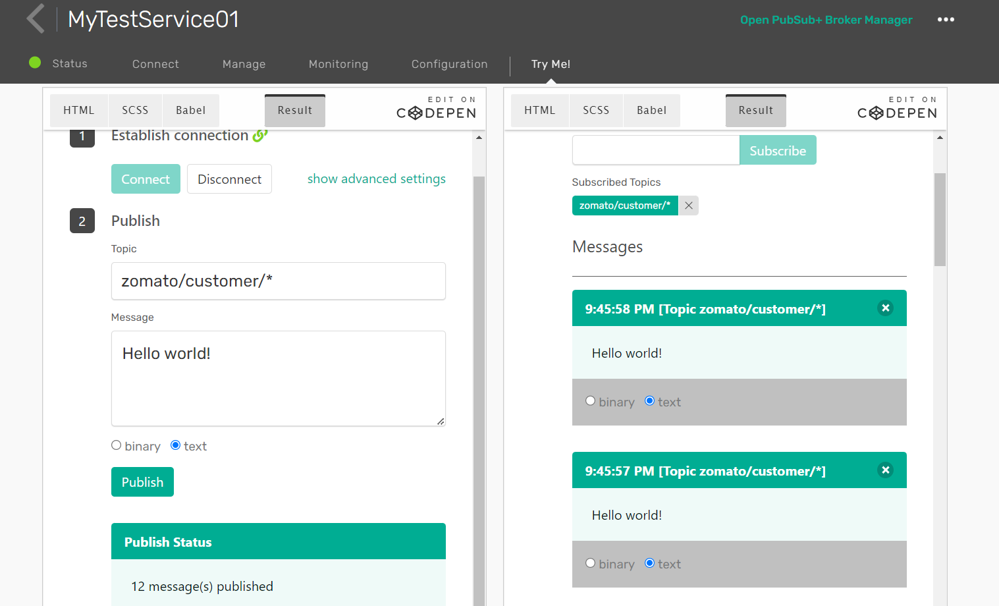 MyTestService01
Open PubSub+ Broker Manager
Status Connect Manage Monitoring Configuration Try Me!
HTML SCSS Babel Result EDIT ON CODEPEN
1 Establish connection
Connect Disconnect show advanced settings
2 Publish
Topic
zomato/customer/*
Message
Hello world!
binary text
Publish
Publish Status
12 message(s) published
HTML SCSS Babel Result EDIT ON CODEPEN
Subscribe
Subscribed Topics
zomato/customer/*
Messages
9:45:58 PM [Topic zomato/customer/*]
Hello world!
binary text
9:45:57 PM [Topic zomato/customer/*]
Hello world!
binary text